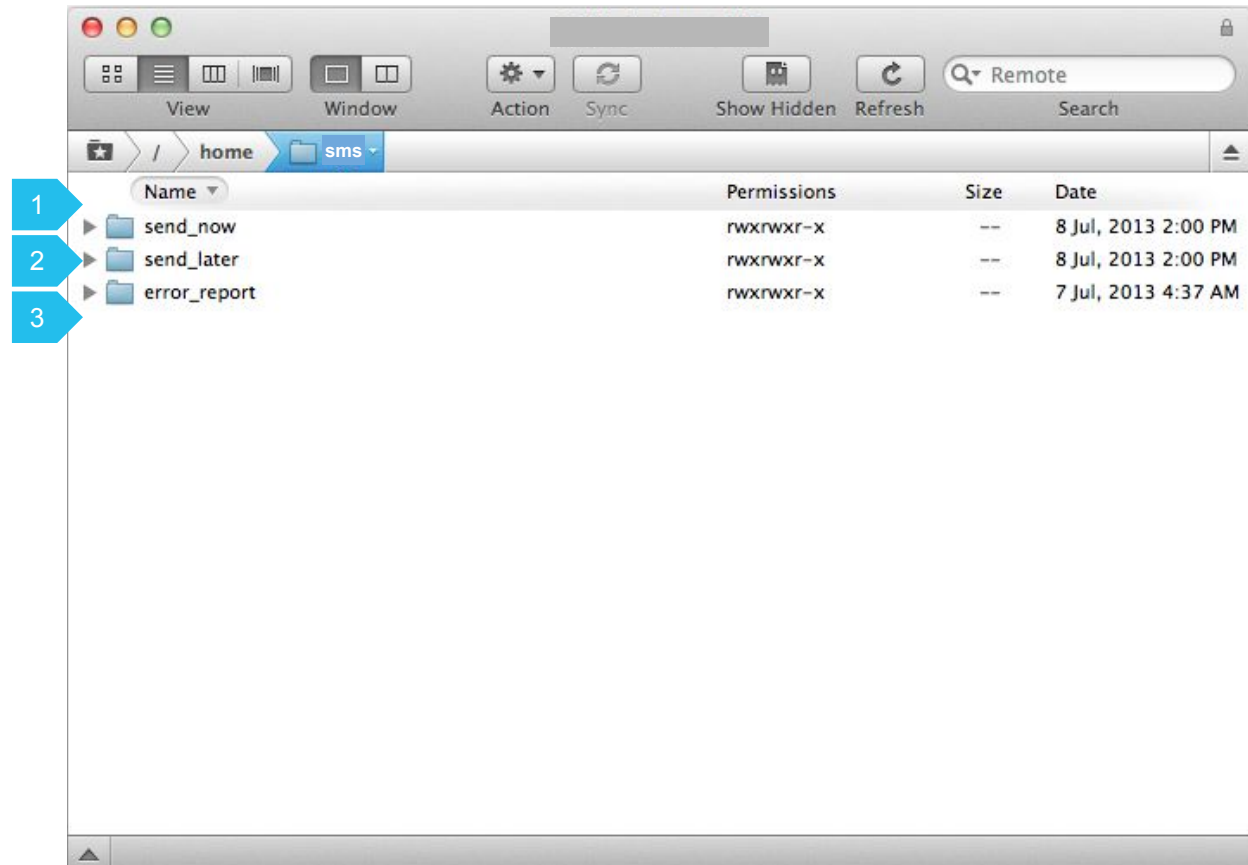 View Window Action Sync Show Hidden Refresh Remote Search
/ home sms
Name Permissions Size Date
1
send_now rwxrwxr-x -- 8 Jul, 2013 2:00 PM
2
send_later rwxrwxr-x -- 8 Jul, 2013 2:00 PM
error_report rwxrwxr-x -- 7 Jul, 2013 4:37 AM
3